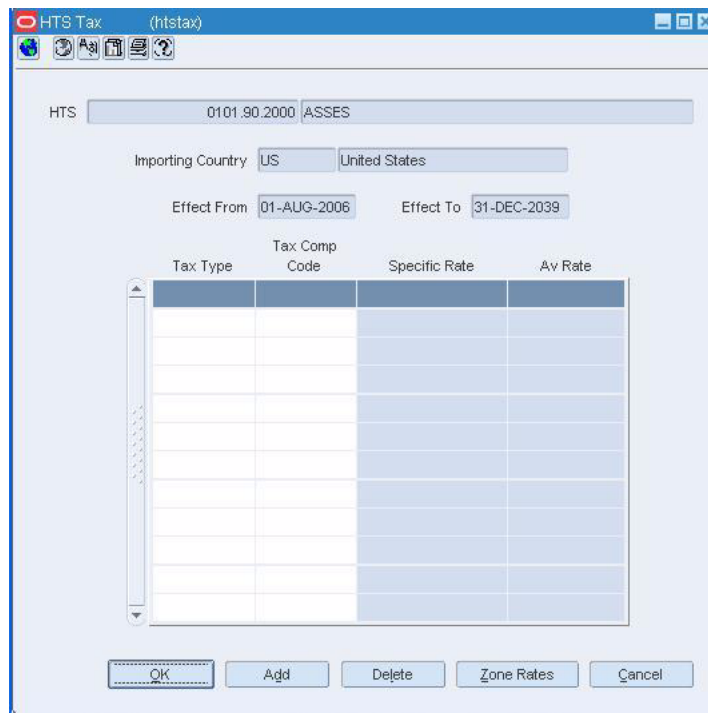 HTS Tax (htstax)
HTS 0101.90.2000 ASSES
Importing Country US United States
Effect From 01-AUG-2006 Effect To 31-DEC-2039
Tax Type Tax Comp Code Specific Rate Av Rate
OK Add Delete Zone Rates Cancel